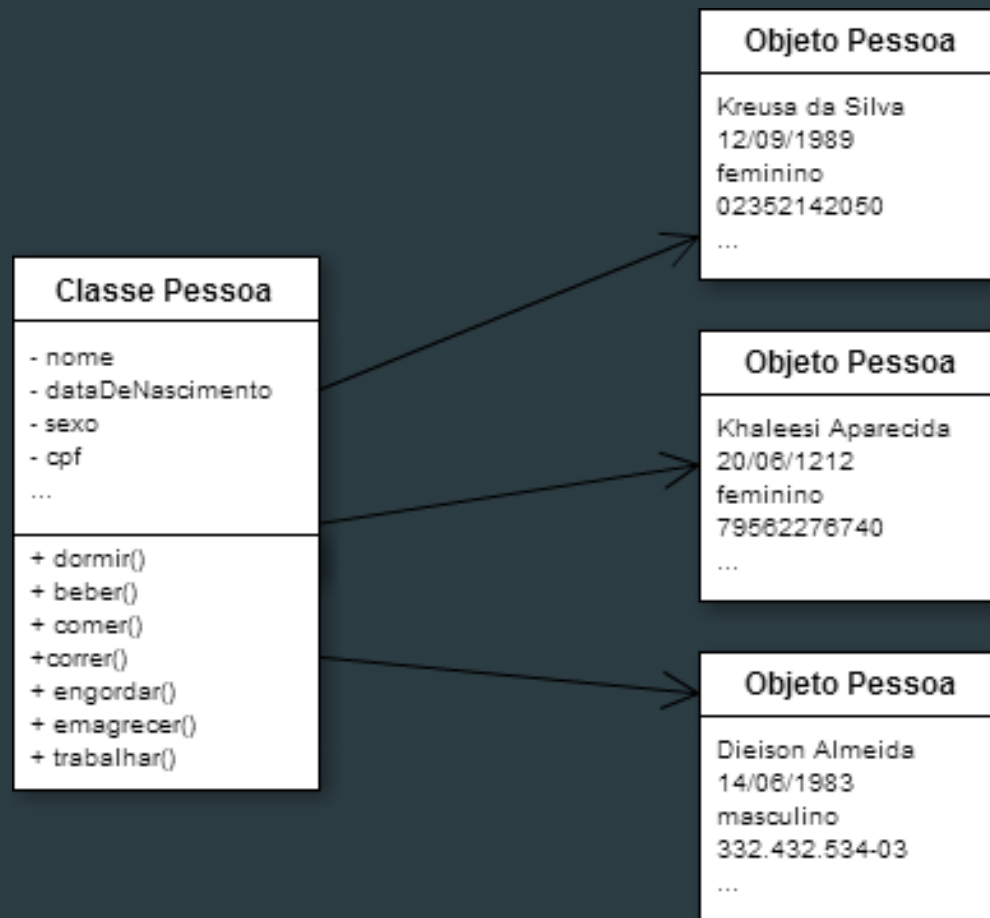 Classe Pessoa
- nome
- dataDeNascimento
- sexo
- cpf
...
+ dormir()
+ beber()
+ comer()
+correr()
+ engordar()
+ emagrecer()
+ trabalhar()
Objeto Pessoa
Kreusa da Silva
12/09/1989
feminino
02352142050
...
Objeto Pessoa
Khaleesi Aparecida
20/06/1212
feminino
79562276740
...
Objeto Pessoa
Dieison Almeida
14/06/1983
masculino
332.432.534-03
...